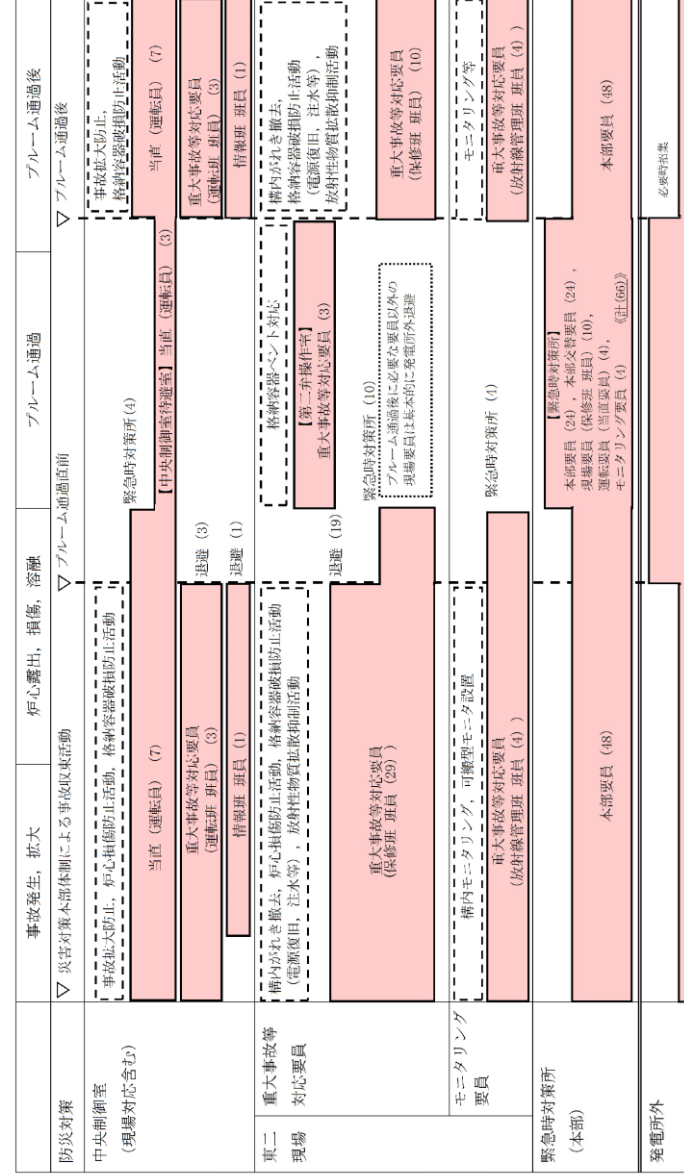 事故発生，拡大
炉心露出，損傷，溶融
プルーム通過
プルーム通過後
防災対策
▽ 災害対策本部体制による事故収束活動
▽ プルーム通過直前
▽ プルーム通過後
中央制御室
(現場対応含む)
事故拡大防止，炉心損傷防止活動，格納容器破損防止活動
当直（運転員）(7)
緊急時対策所(4)
【中央制御室待避室】当直（運転員）(3)
事故拡大防止，
格納容器破損防止活動
当直（運転員）(7)
重大事故等対応要員
(運転班 班員) (3)
退避 (3)
重大事故等対応要員
(運転班 班員) (3)
情報班 班員 (1)
退避 (1)
情報班 班員 (1)
東二
現場
重大事故等
対応要員
構内がれき撤去，炉心損傷防止活動，格納容器破損防止活動
(電源復旧，注水等)，放射性物質拡散抑制活動
重大事故等対応要員
(保修班 班員 (29) )
退避 (19)
格納容器ベント対応
【第二弁操作室】
重大事故等対応要員 (3)
緊急時対策所 (10)
プルーム通過後に必要な要員以外の
現場要員は基本的に発電所外退避
構内がれき撤去，
格納容器破損防止活動
(電源復旧，注水等)，
放射性物質拡散抑制活動
重大事故等対応要員
(保修班 班員) (10)
モニタリング
要員
構内モニタリング，可搬型モニタ設置
重大事故等対応要員
(放射線管理班 班員 (4) )
緊急時対策所 (4)
モニタリング等
重大事故等対応要員
(放射線管理班 班員 (4) )
緊急時対策所
(本部)
本部要員 (48)
【緊急時対策所】
本部要員 (24)，本部交替要員 (24)，
現場要員 (保修班 班員) (10)，
運転要員 (当直要員) (4)，
モニタリング要員 (4) 《計(66)》
本部要員 (48)
発電所外
必要時招集